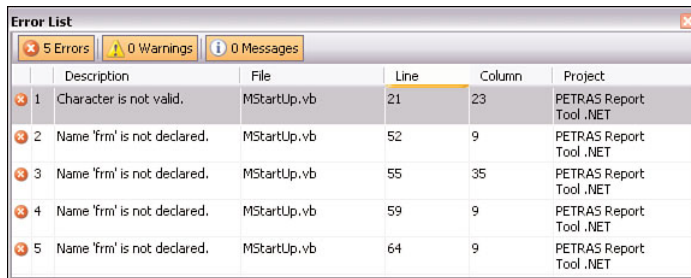 Error List
5 Errors 0 Warnings 0 Messages
Description File Line Column Project
1 Character is not valid. MStartUp.vb 21 23 PETRAS Report
Tool .NET
2 Name 'frm' is not declared. MStartUp.vb 52 9 PETRAS Report
Tool .NET
3 Name 'frm' is not declared. MStartUp.vb 55 35 PETRAS Report
Tool .NET
4 Name 'frm' is not declared. MStartUp.vb 59 9 PETRAS Report
Tool .NET
5 Name 'frm' is not declared. MStartUp.vb 64 9 PETRAS Report
Tool .NET